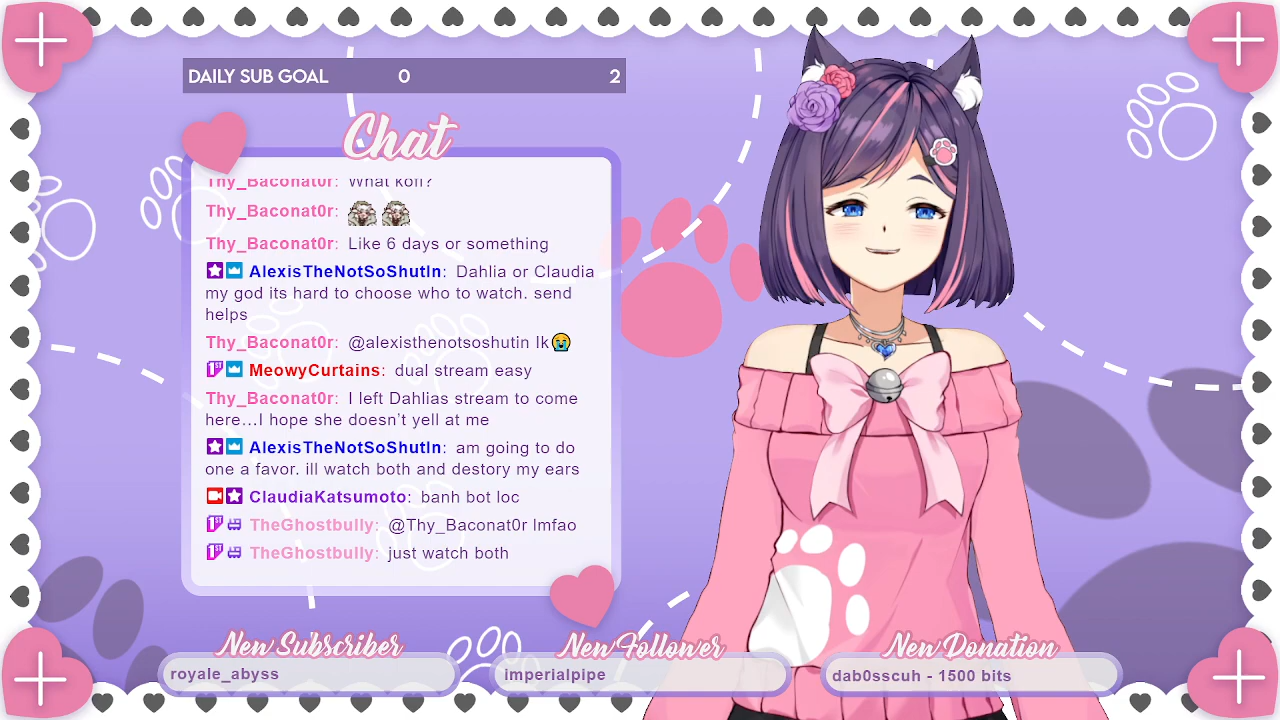 DAILY SUB GOAL 0 2
Chat
Thy_Baconat0r: What koii?
Thy_Baconat0r:
Thy_Baconat0r: Like 6 days or something
AlexisTheNotSoShutIn: Dahlia or Claudia
my god its hard to choose who to watch. send
helps
Thy_Baconat0r: @alexisthenotsoshutin Ik😭
MeowyCurtains: dual stream easy
Thy_Baconat0r: I left Dahlias stream to come
here...I hope she doesn't yell at me
AlexisTheNotSoShutIn: am going to do
one a favor. ill watch both and destory my ears
ClaudiaKatsumoto: banh bot loc
TheGhostbully: @Thy_Baconat0r lmfao
TheGhostbully: just watch both
New Subscriber New Follower New Donation
royale_abyss imperialpipe dab0sscuh - 1500 bits